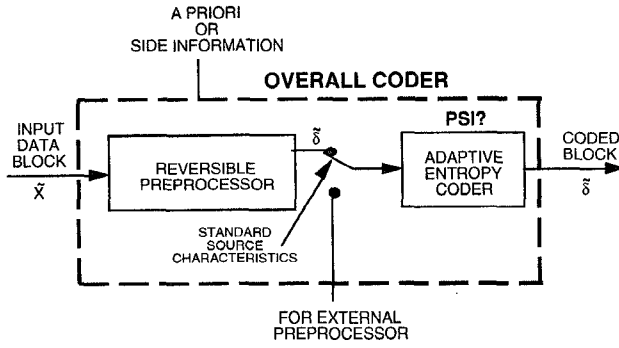 A PRIORI
OR
SIDE INFORMATION
OVERALL CODER
INPUT
DATA
BLOCK
X̃
REVERSIBLE
PREPROCESSOR
δ̃
STANDARD
SOURCE
CHARACTERISTICS
PSI?
ADAPTIVE
ENTROPY
CODER
CODED
BLOCK
δ̃
FOR EXTERNAL
PREPROCESSOR